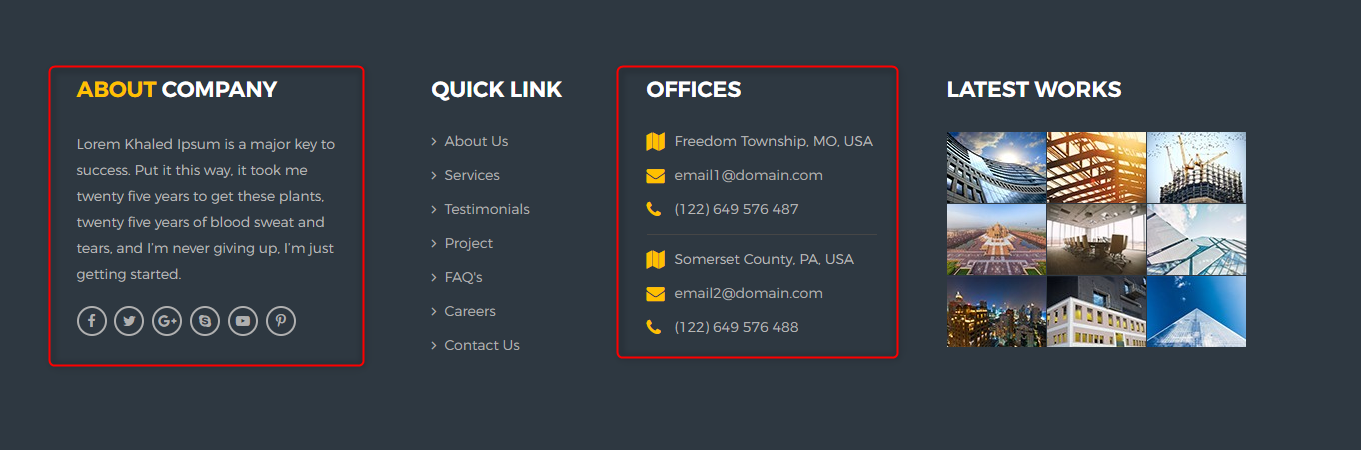 ABOUT COMPANY
Lorem Khaled Ipsum is a major key to
success. Put it this way, it took me
twenty five years to get these plants,
twenty five years of blood sweat and
tears, and I'm never giving up, I'm just
getting started.
QUICK LINK
About Us
Services
Testimonials
Project
FAQ's
Careers
Contact Us
OFFICES
Freedom Township, MO, USA
email1@domain.com
(122) 649 576 487
Somerset County, PA, USA
email2@domain.com
(122) 649 576 488
LATEST WORKS